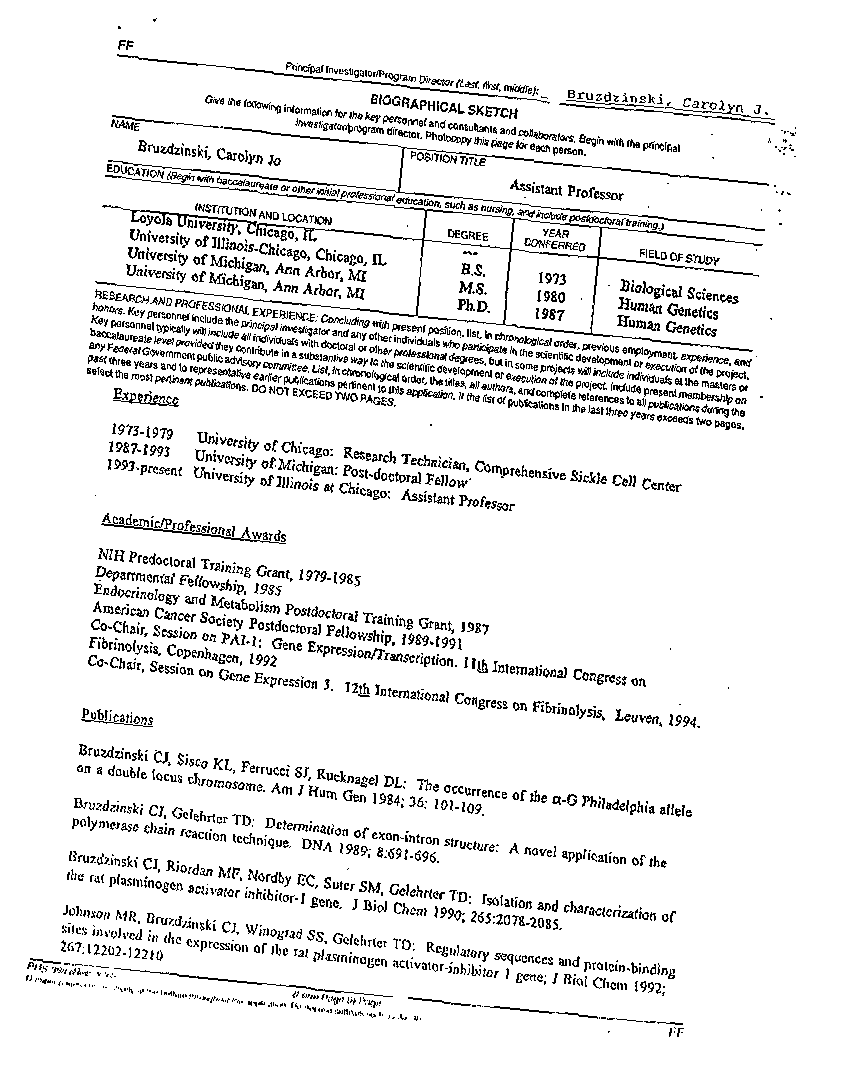 FF
Principal Investigator/Program Director (Last, first, middle): Bruzdzinski, Carolyn J.
BIOGRAPHICAL SKETCH
Give the following information for the key personnel and consultants and collaborators. Begin with the principal
investigator/program director. Photocopy this page for each person.
NAME
POSITION TITLE
Bruzdzinski, Carolyn Jo
Assistant Professor
EDUCATION (Begin with baccalaureate or other initial professional education, such as nursing, and include postdoctoral training.)
INSTITUTION AND LOCATION DEGREE YEAR CONFERRED FIELD OF STUDY
Loyola University, Chicago, IL ---
University of Illinois-Chicago, Chicago, IL B.S. 1973 Biological Sciences
University of Michigan, Ann Arbor, MI M.S. 1980 Human Genetics
University of Michigan, Ann Arbor, MI Ph.D. 1987 Human Genetics
RESEARCH AND PROFESSIONAL EXPERIENCE: Concluding with present position, list, in chronological order, previous employment, experience, and
honors. Key personnel include the principal investigator and any other individuals who participate in the scientific development or execution of the project.
Key personnel typically will include all individuals with doctoral or other professional degrees, but in some projects will include individuals at the masters or
baccalaureate level provided they contribute in a substantive way to the scientific development or execution of the project. Include present membership on
any Federal Government public advisory committee. List, in chronological order, the titles, all authors, and complete references to all publications during the
past three years and to representative earlier publications pertinent to this application. If the list of publications in the last three years exceeds two pages,
select the most pertinent publications. DO NOT EXCEED TWO PAGES.
Experience
1973-1979 University of Chicago: Research Technician, Comprehensive Sickle Cell Center
1987-1993 University of Michigan: Post-doctoral Fellow
1993-present University of Illinois at Chicago: Assistant Professor
Academic/Professional Awards
NIH Predoctoral Training Grant, 1979-1985
Departmental Fellowship, 1985
Endocrinology and Metabolism Postdoctoral Training Grant, 1987
American Cancer Society Postdoctoral Fellowship, 1989-1991
Co-Chair, Session on PAI-1: Gene Expression/Transcription. 11th International Congress on
Fibrinolysis, Copenhagen, 1992
Co-Chair, Session on Gene Expression 3. 12th International Congress on Fibrinolysis, Leuven, 1994.
Publications
Bruzdzinski CJ, Sisco KL, Ferrucci SJ, Rucknagel DL: The occurrence of the α-G Philadelphia allele
on a double locus chromosome. Am J Hum Gen 1984; 36: 101-109.
Bruzdzinski CJ, Gelehrter TD: Determination of exon-intron structure: A novel application of the
polymerase chain reaction technique. DNA 1989; 8:691-696.
Bruzdzinski CJ, Riordan MF, Nordby EC, Suter SM, Gelehrter TD: Isolation and characterization of
the rat plasminogen activator inhibitor-1 gene. J Biol Chem 1990; 265:2078-2085.
Johnson MR, Bruzdzinski CJ, Winograd SS, Gelehrter TD: Regulatory sequences and protein-binding
sites involved in the expression of the rat plasminogen activator-inhibitor 1 gene; J Biol Chem 1992;
267:12202-12210
PHS
FF